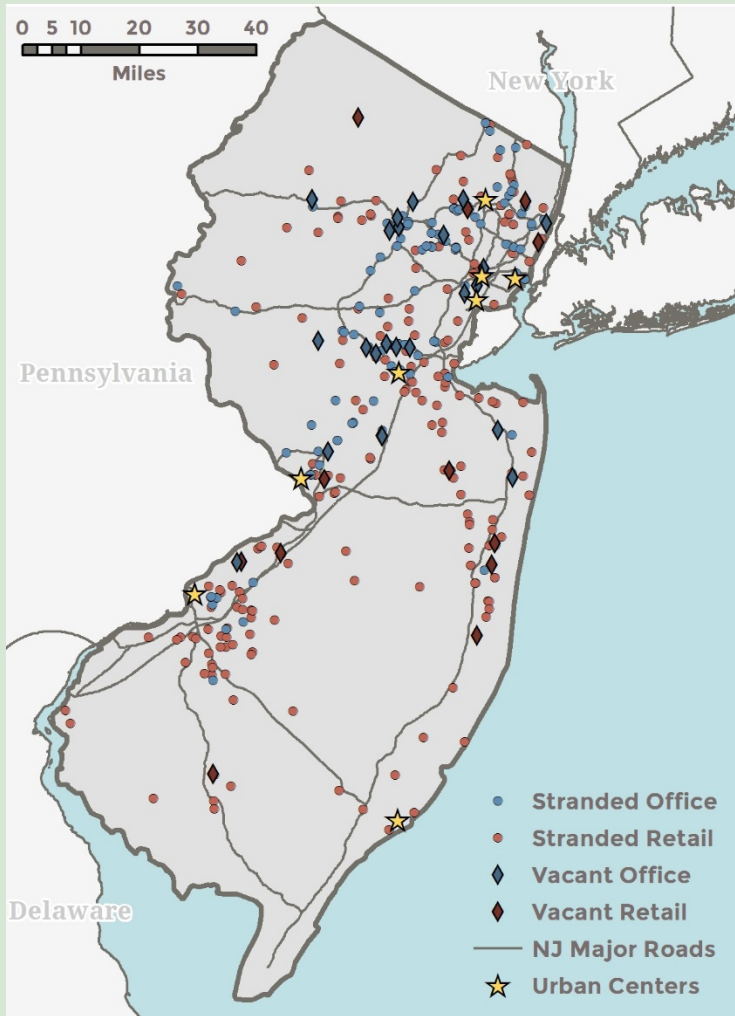 0 5 10 20 30 40
Miles
New York
Pennsylvania
Delaware
Stranded Office
Stranded Retail
Vacant Office
Vacant Retail
NJ Major Roads
Urban Centers